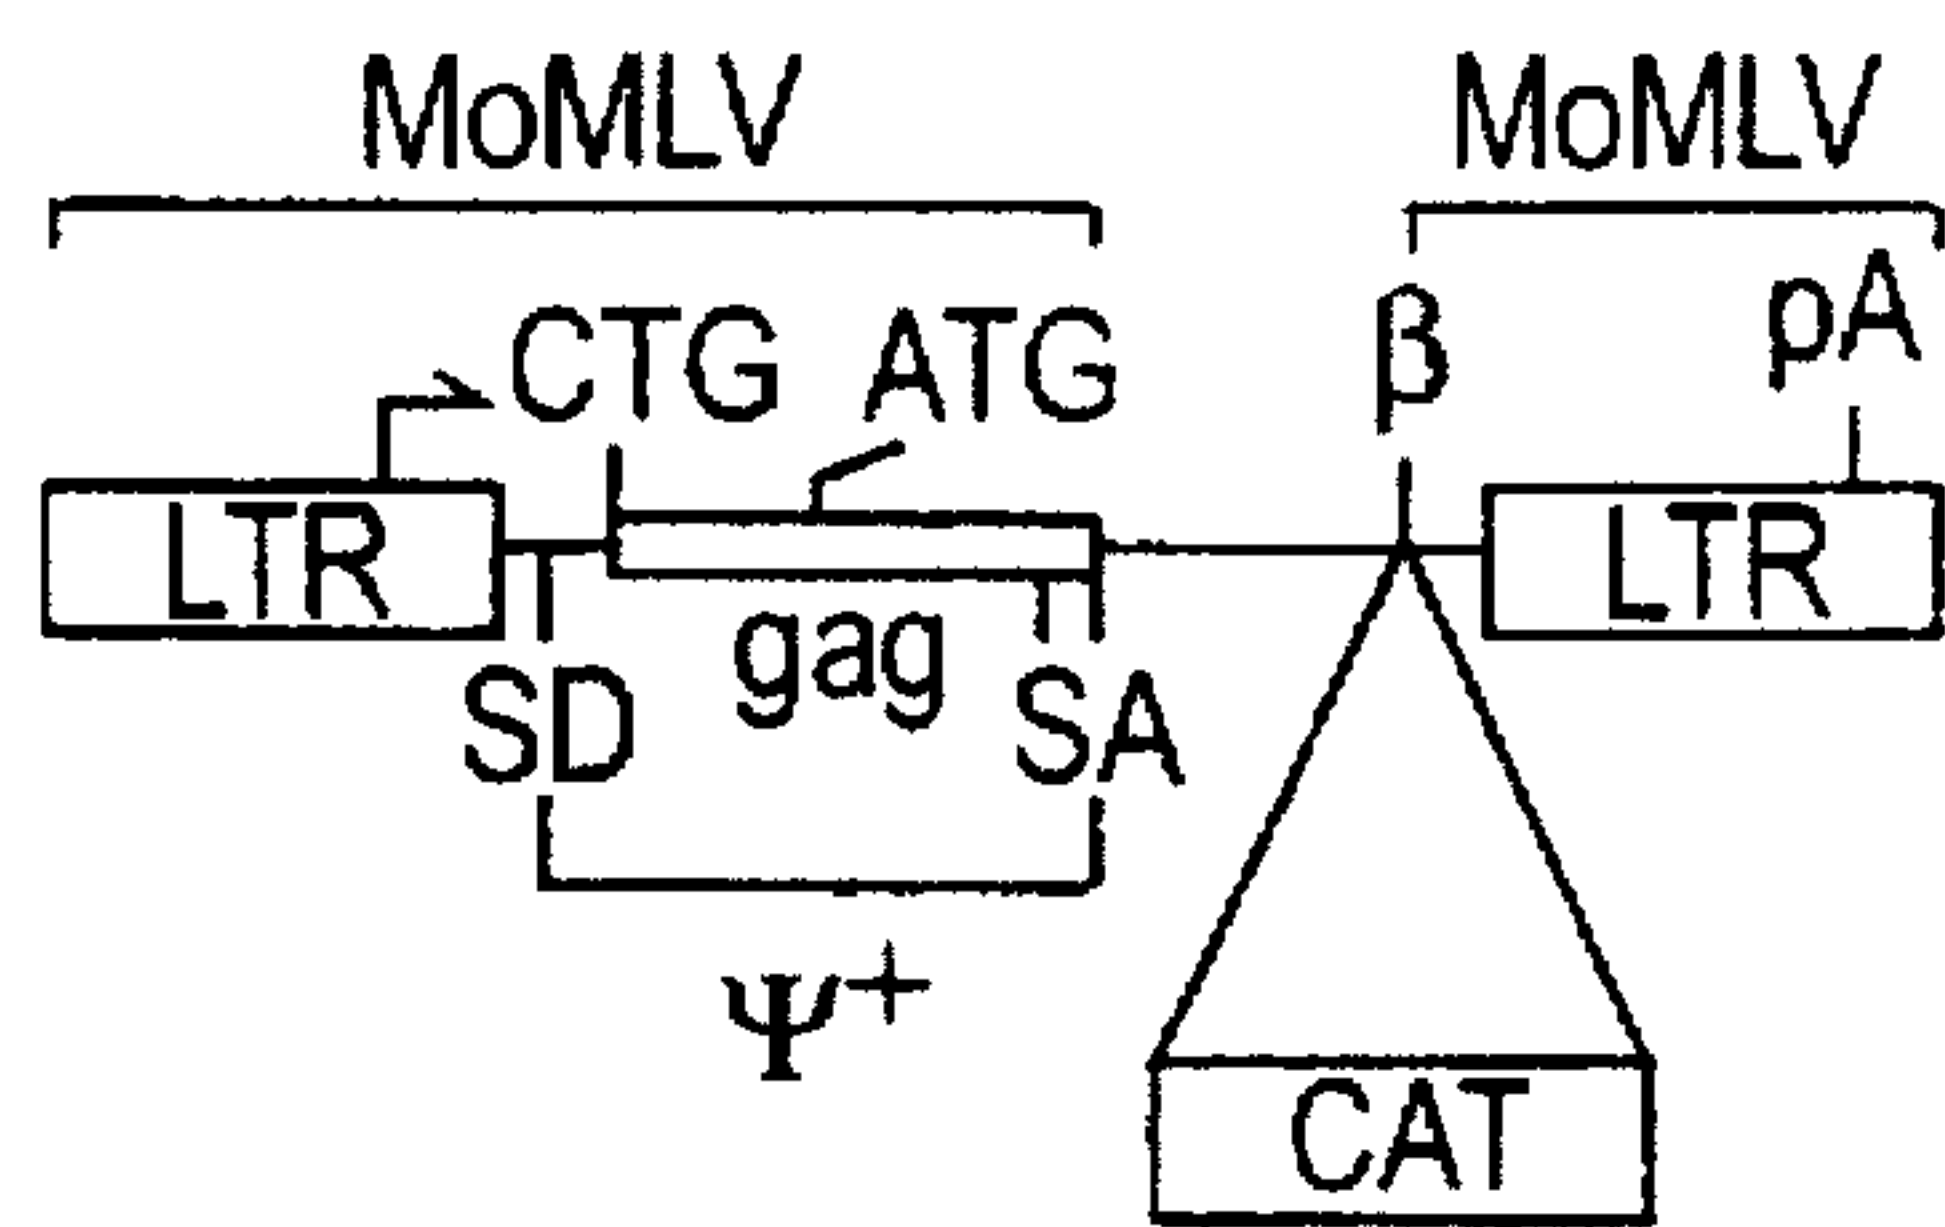 MoMLV MoMLV
CTG ATG β pA
LTR LTR
gag
SD SA
Ψ+
CAT